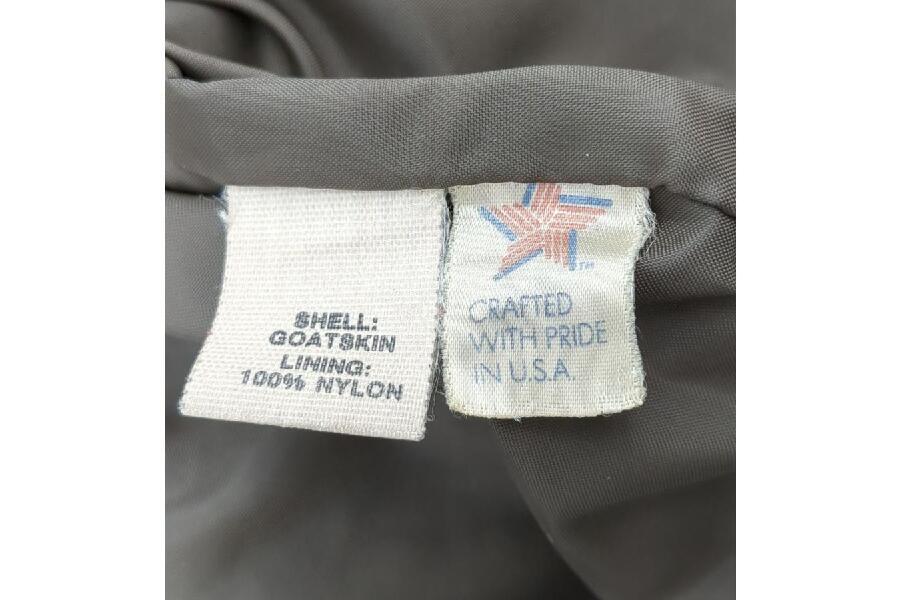 SHELL:
GOATSKIN
LINING:
100% NYLON
TM
CRAFTED
WITH PRIDE
IN U.S.A.